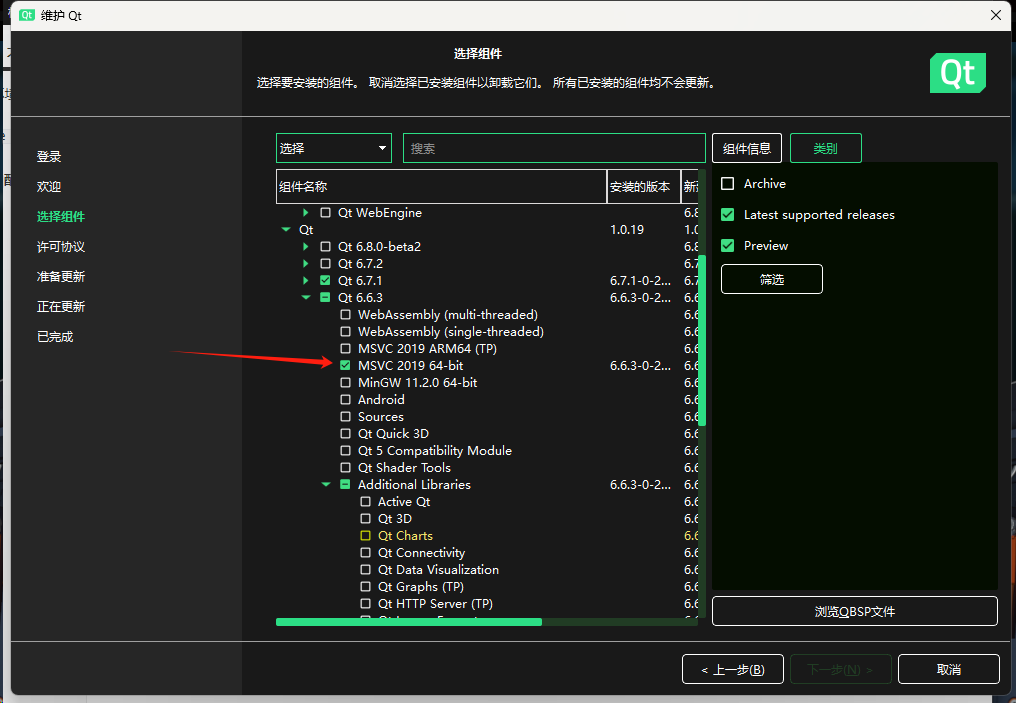 维护 Qt
选择组件
选择要安装的组件。 取消选择已安装组件以卸载它们。 所有已安装的组件均不会更新。
Qt
登录
欢迎
选择组件
许可协议
准备更新
正在更新
已完成
选择
搜索
组件信息
类别
组件名称 安装的版本
Qt WebEngine 6.8
Qt 1.0.19 1.0
Qt 6.8.0-beta2 6.8
Qt 6.7.2 6.7
Qt 6.7.1 6.7.1-0-2... 6.7
Qt 6.6.3 6.6.3-0-2... 6.6
WebAssembly (multi-threaded) 6.6
WebAssembly (single-threaded) 6.6
MSVC 2019 ARM64 (TP) 6.6
MSVC 2019 64-bit 6.6.3-0-2... 6.6
MinGW 11.2.0 64-bit 6.6
Android 6.6
Sources 6.6
Qt Quick 3D 6.6
Qt 5 Compatibility Module 6.6
Qt Shader Tools 6.6
Additional Libraries 6.6.3-0-2... 6.6
Active Qt 6.6
Qt 3D 6.6
Qt Charts 6.6
Qt Connectivity 6.6
Qt Data Visualization 6.6
Qt Graphs (TP) 6.6
Qt HTTP Server (TP) 6.6
Archive
Latest supported releases
Preview
筛选
浏览QBSP文件
< 上一步(B)
下一步(N) >
取消